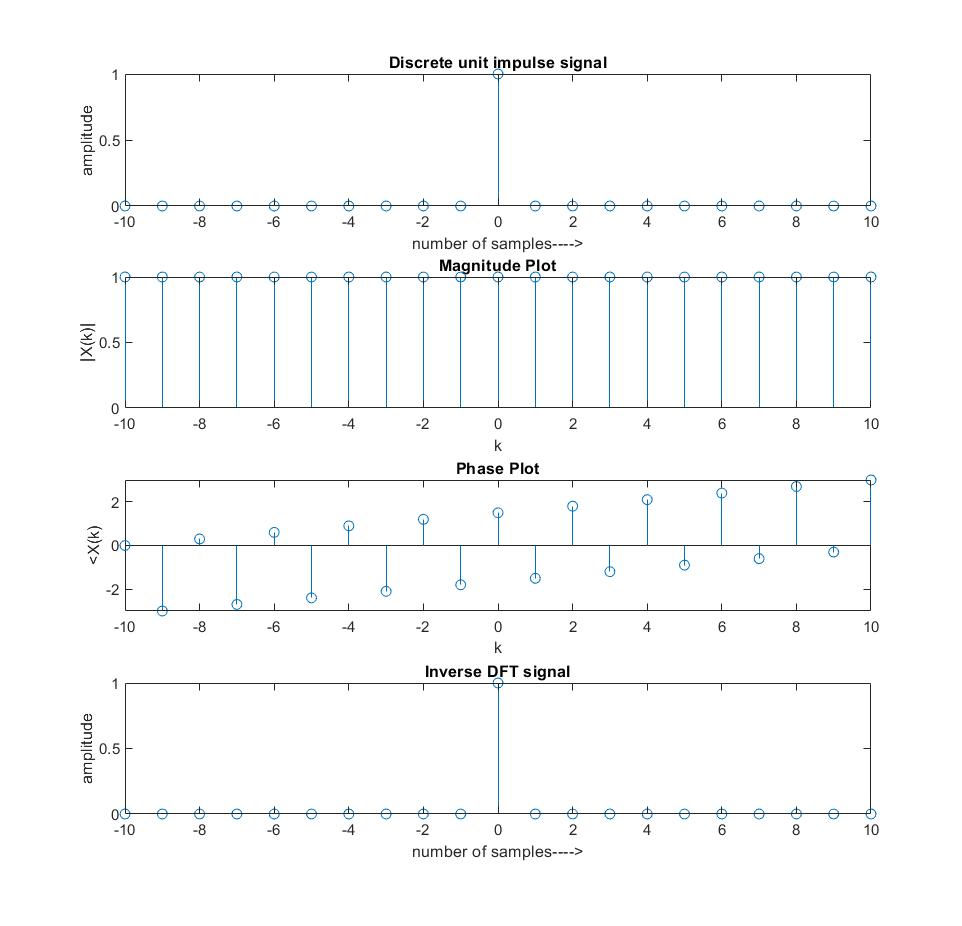 Discrete unit impulse signal
1
0.5
0
amplitude
-10 -8 -6 -4 -2 0 2 4 6 8 10
number of samples---->
Magnitude Plot
1
0.5
0
|X(k)|
-10 -8 -6 -4 -2 0 2 4 6 8 10
k
Phase Plot
2
0
-2
<X(k)
-10 -8 -6 -4 -2 0 2 4 6 8 10
k
Inverse DFT signal
1
0.5
0
amplitude
-10 -8 -6 -4 -2 0 2 4 6 8 10
number of samples---->